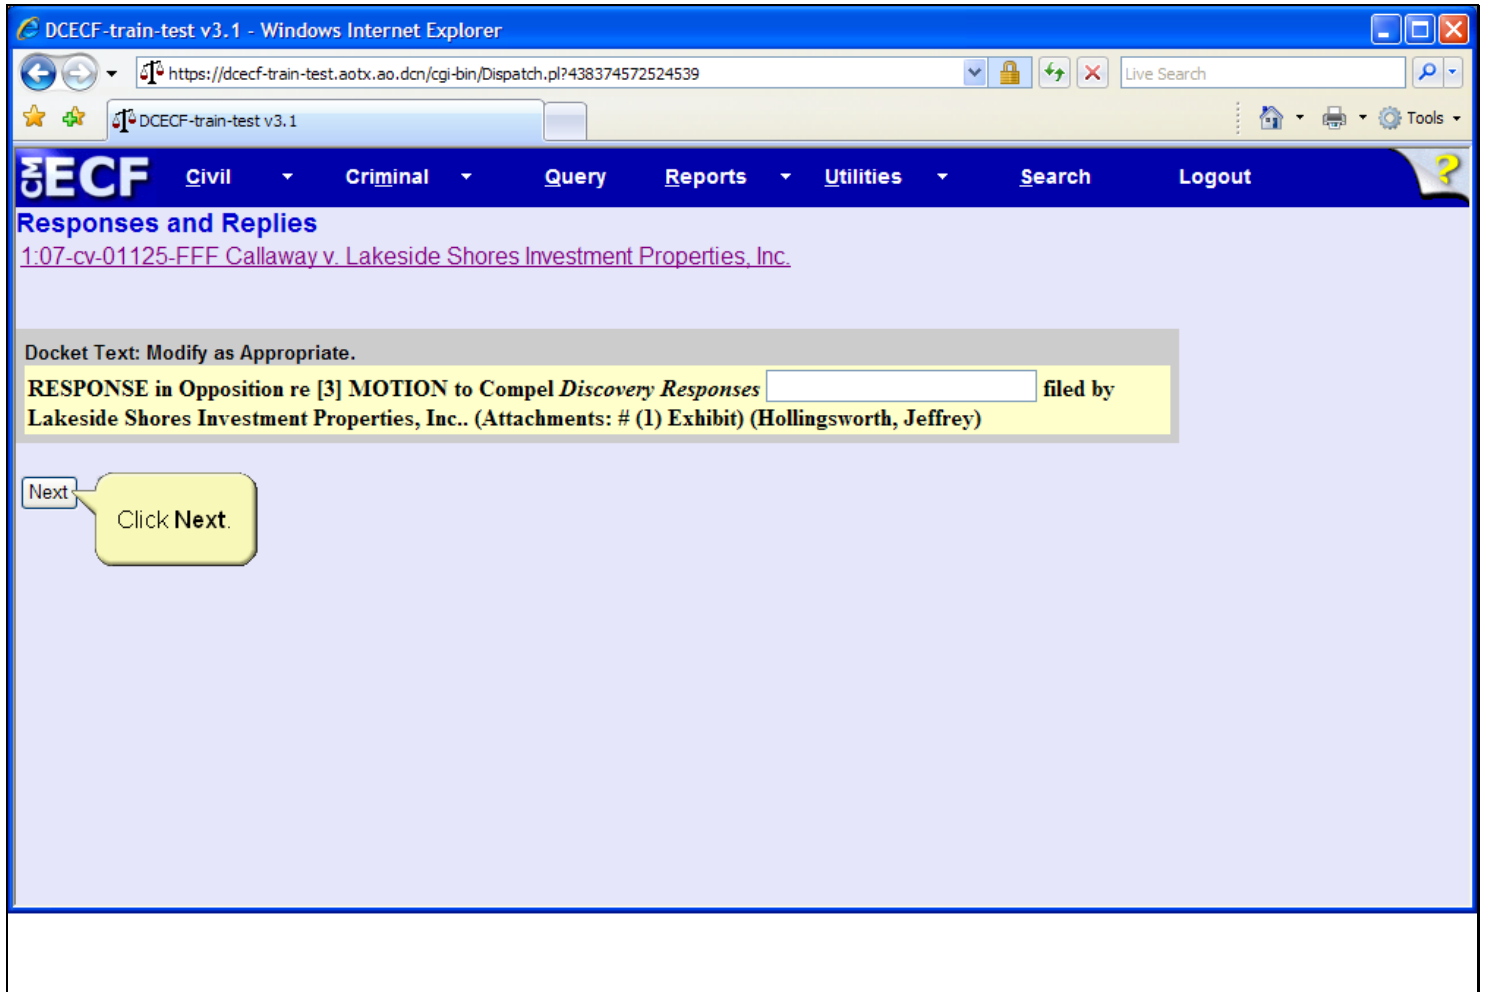 DCECF-train-test v3.1 - Windows Internet Explorer
https://dcecf-train-test.aotx.ao.dcn/cgi-bin/Dispatch.pl?438374572524539
Live Search
DCECF-train-test v3.1
Tools
CM ECF Civil Criminal Query Reports Utilities Search Logout ?
Responses and Replies
1:07-cv-01125-FFF Callaway v. Lakeside Shores Investment Properties, Inc.
Docket Text: Modify as Appropriate.
RESPONSE in Opposition re [3] MOTION to Compel Discovery Responses filed by
Lakeside Shores Investment Properties, Inc.. (Attachments: # (1) Exhibit) (Hollingsworth, Jeffrey)
Next
Click Next.